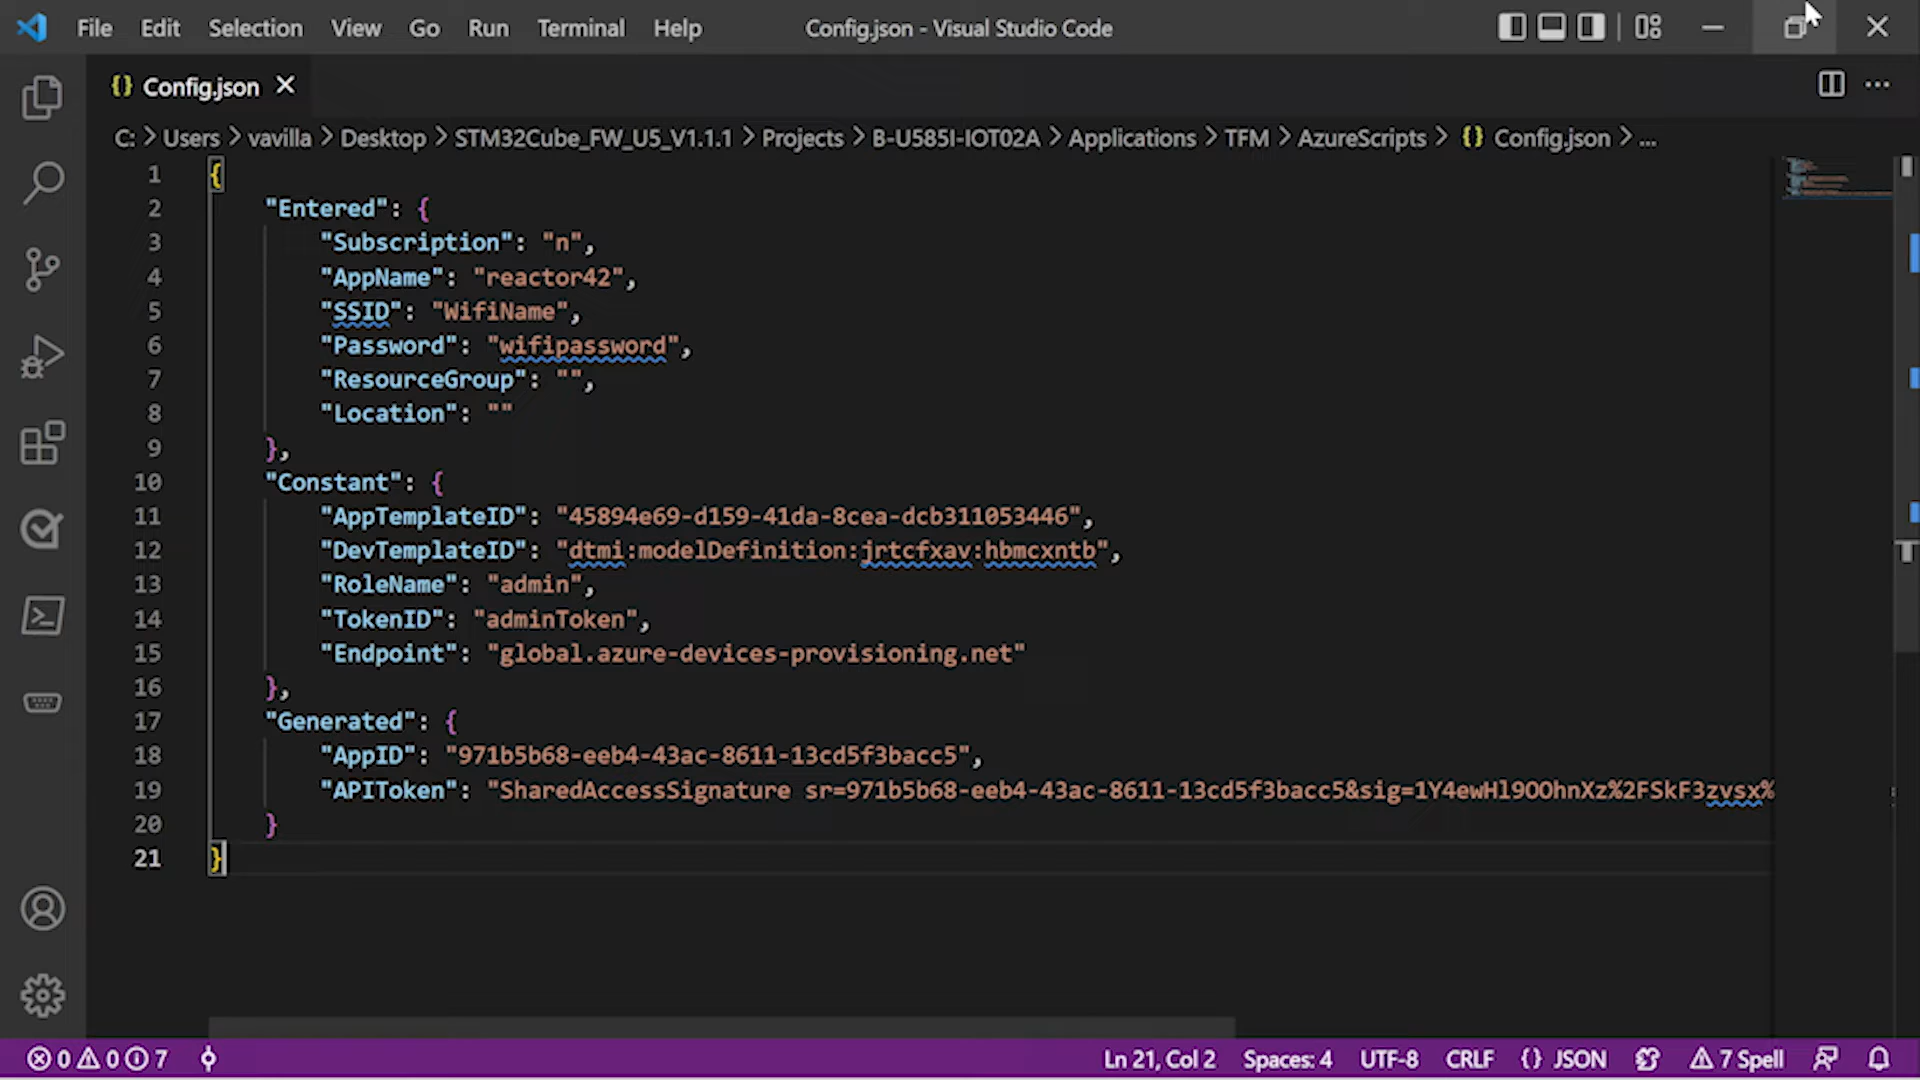 File Edit Selection View Go Run Terminal Help Config.json - Visual Studio Code
{} Config.json
C: > Users > vavilla > Desktop > STM32Cube_FW_U5_V1.1.1 > Projects > B-U585I-IOT02A > Applications > TFM > AzureScripts > {} Config.json > ...
1 {
2 "Entered": {
3 "Subscription": "n",
4 "AppName": "reactor42",
5 "SSID": "WifiName",
6 "Password": "wifipassword",
7 "ResourceGroup": "",
8 "Location": ""
9 },
10 "Constant": {
11 "AppTemplateID": "45894e69-d159-41da-8cea-dcb311053446",
12 "DevTemplateID": "dtmi:modelDefinition:jrtcfxav:hbmcxntb",
13 "RoleName": "admin",
14 "TokenID": "adminToken",
15 "Endpoint": "global.azure-devices-provisioning.net"
16 },
17 "Generated": {
18 "AppID": "971b5b68-eeb4-43ac-8611-13cd5f3bacc5",
19 "APIToken": "SharedAccessSignature sr=971b5b68-eeb4-43ac-8611-13cd5f3bacc5&sig=1Y4ewHl9OOhnXz%2FSkF3zvsx%
20 }
21 }
0 0 7 Ln 21, Col 2 Spaces: 4 UTF-8 CRLF {} JSON 7 Spell